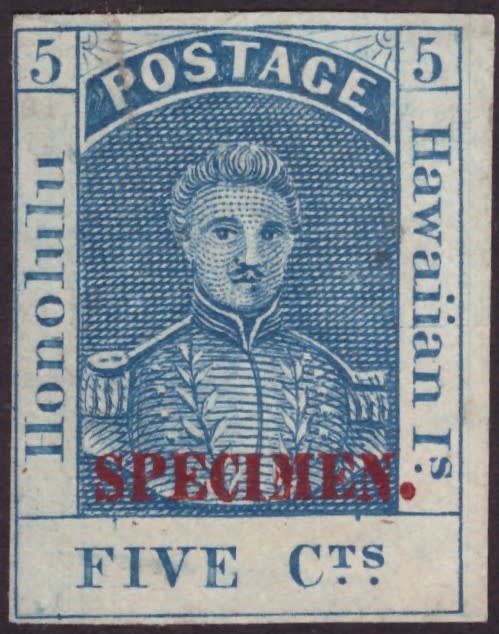 5
POSTAGE
5
Honolulu
Hawaiian Is.
SPECIMEN.
FIVE CTS.